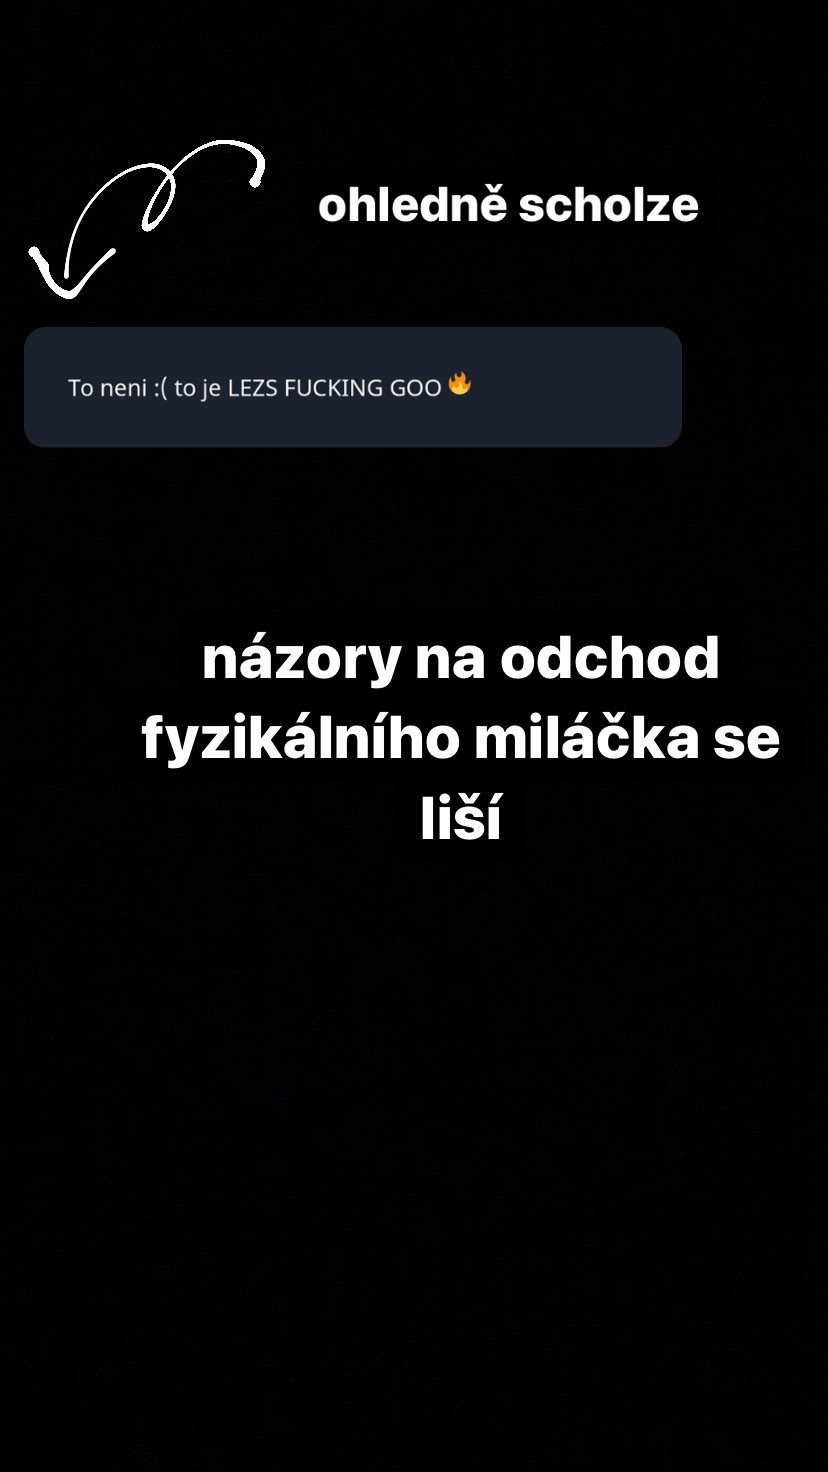 ohledně scholze
To neni :( to je LEZS FUCKING GOO 🔥
názory na odchod
fyzikálního miláčka se
liší